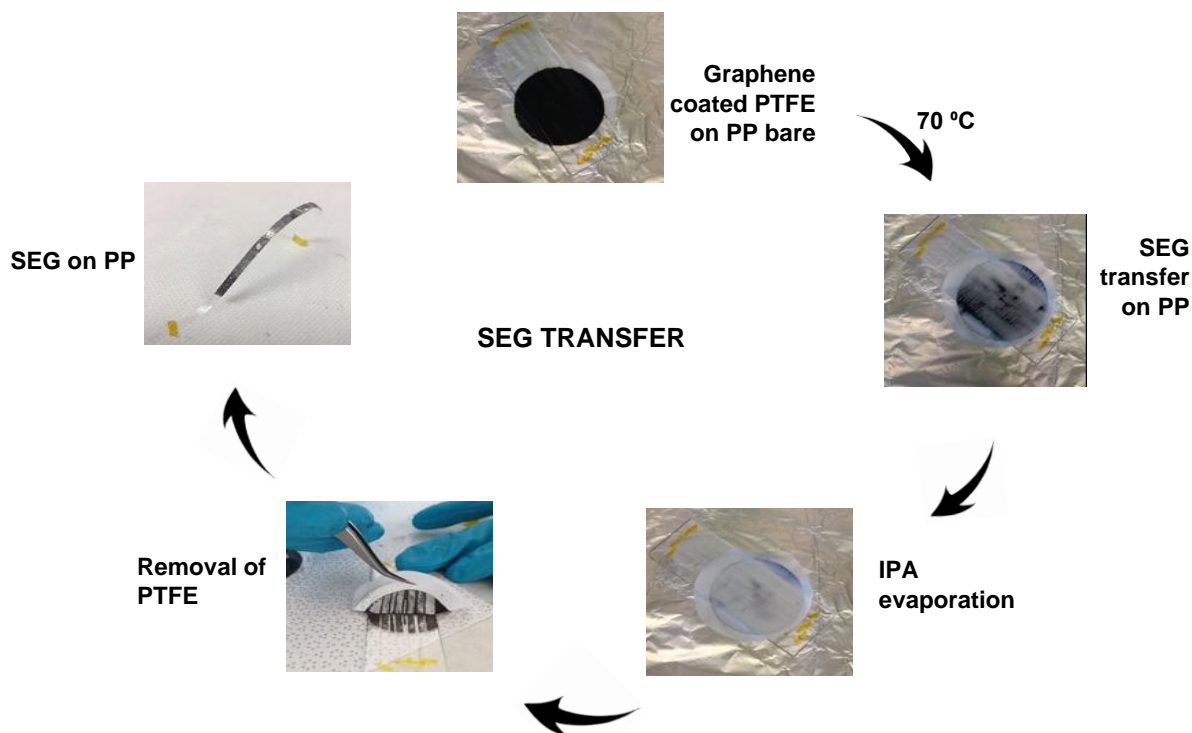 Graphene
coated PTFE
on PP bare
70 ºC
SEG
transfer
on PP
IPA
evaporation
Removal of
PTFE
SEG on PP
SEG TRANSFER